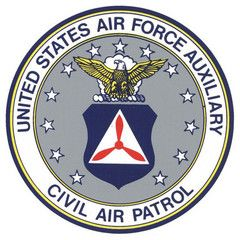 UNITED STATES AIR FORCE AUXILIARY
CIVIL AIR PATROL